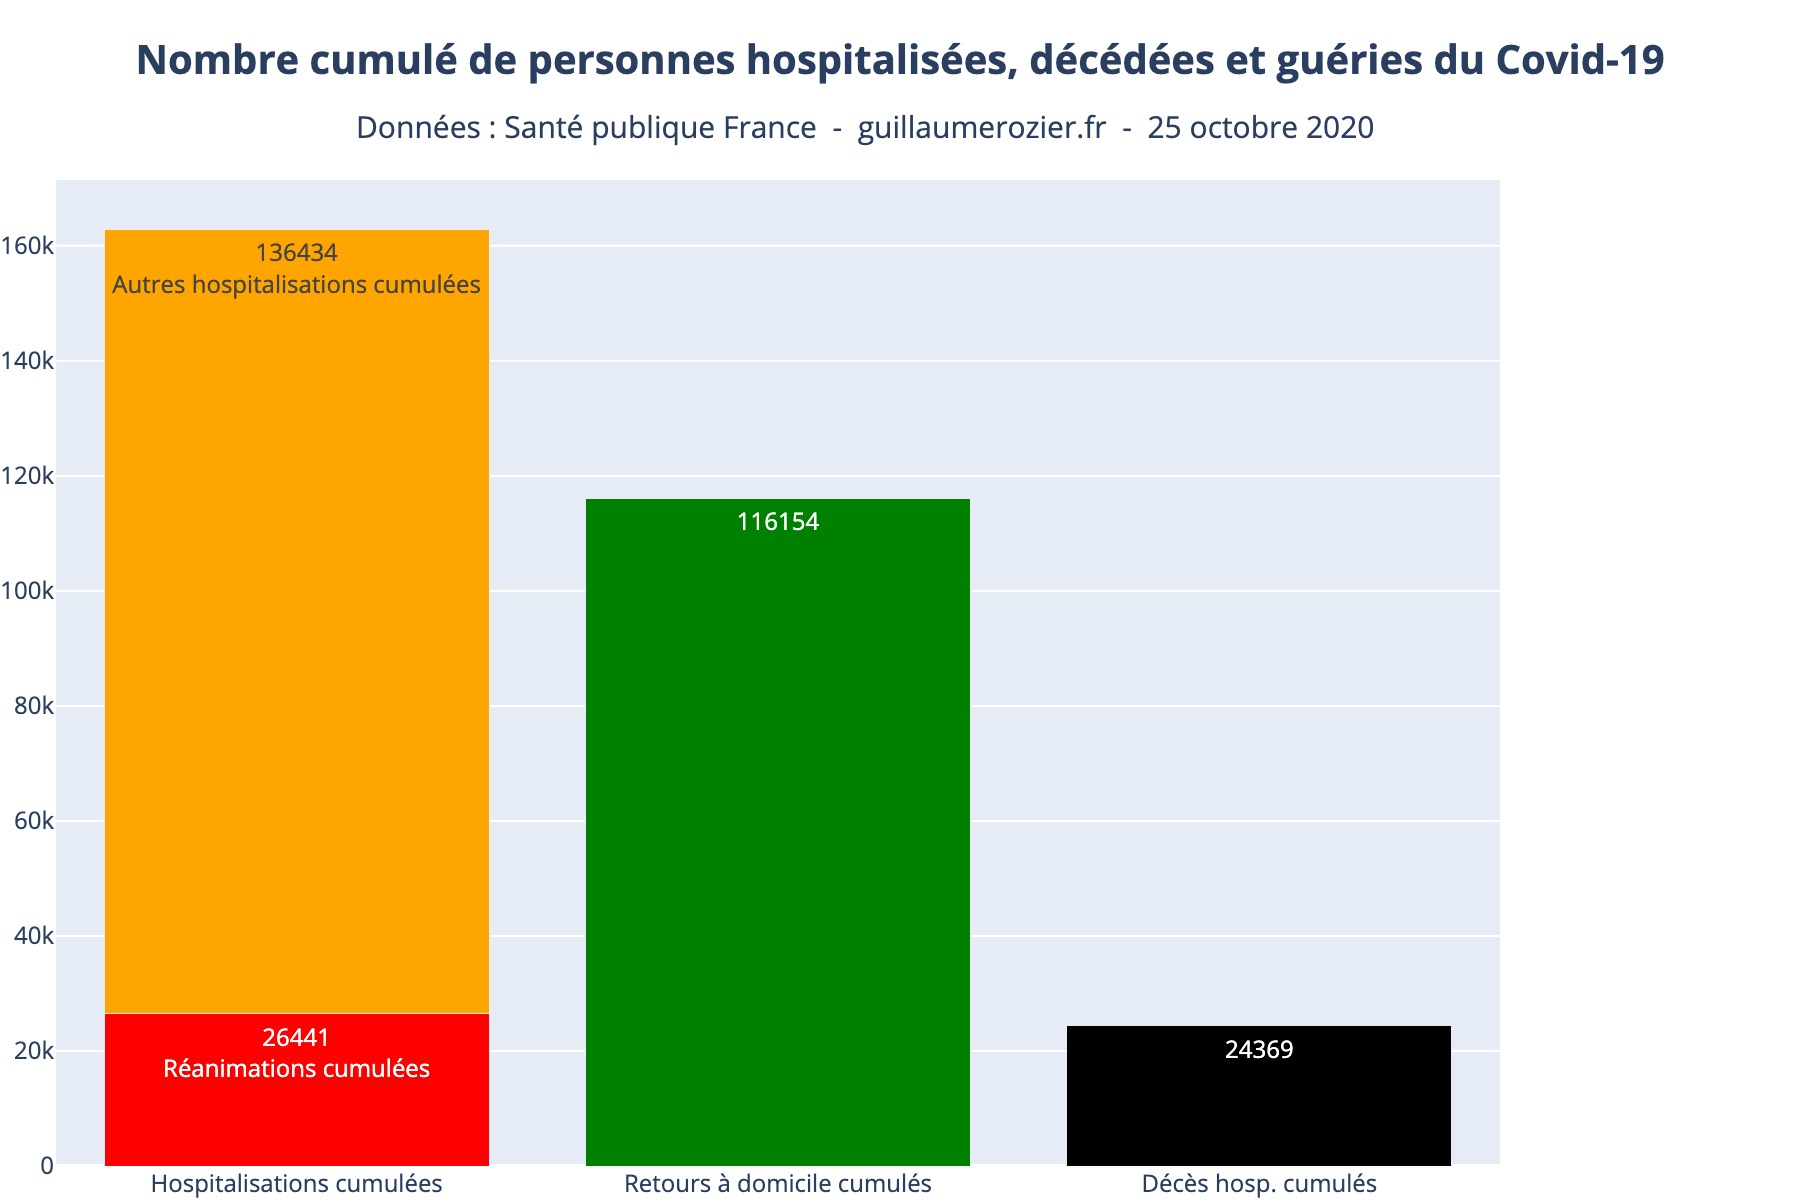 Nombre cumulé de personnes hospitalisées, décédées et guéries du Covid-19
Données : Santé publique France - guillaumerozier.fr - 25 octobre 2020
160k
140k
120k
100k
80k
60k
40k
20k
0
136434
Autres hospitalisations cumulées
26441
Réanimations cumulées
116154
24369
Hospitalisations cumulées
Retours à domicile cumulés
Décès hosp. cumulés